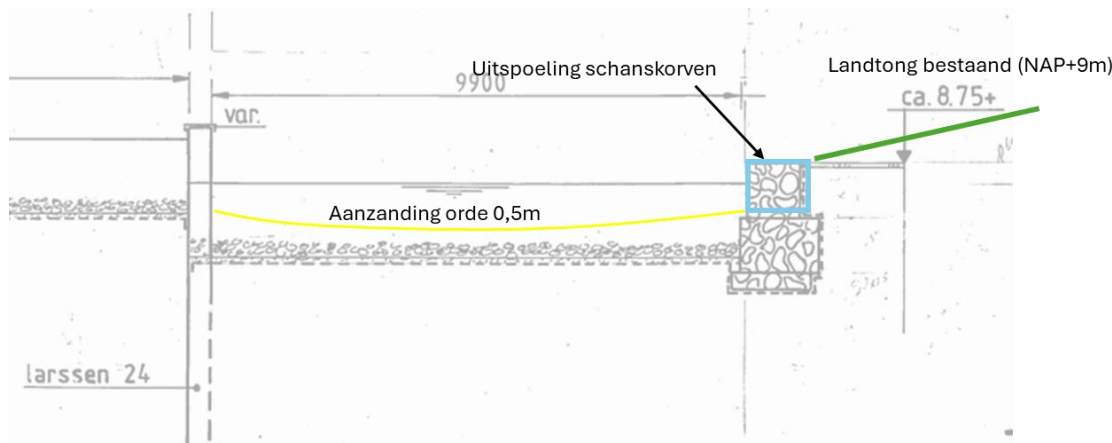 Uitspoeling schanskorven
Landtong bestaand (NAP+9m)
9900
ca. 8.75+
var.
Aanzanding orde 0,5m
larssen 24